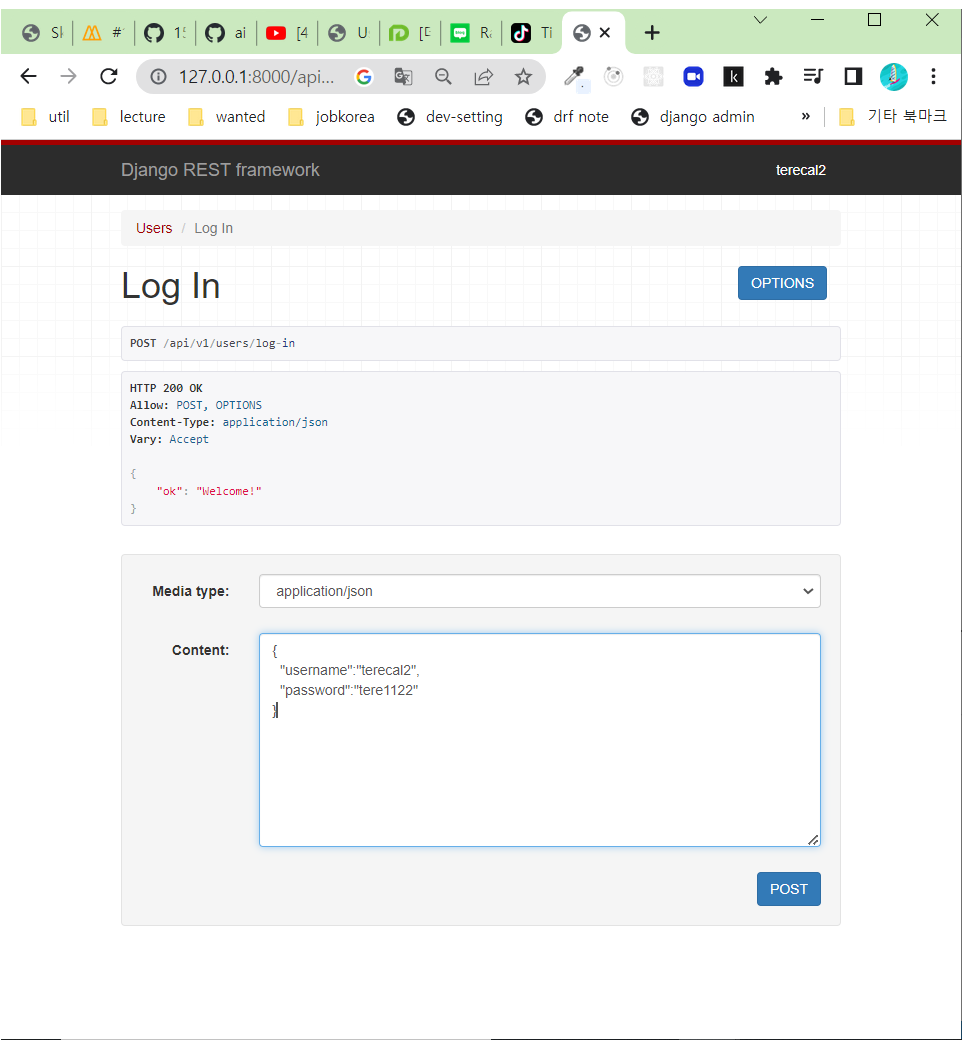 Sk #' 15 ai [4 U [E Ra Ti
127.0.0.1:8000/api...
util lecture wanted jobkorea dev-setting drf note django admin » 기타 북마크
Django REST framework terecal2
Users / Log In
Log In OPTIONS
POST /api/v1/users/log-in
HTTP 200 OK
Allow: POST, OPTIONS
Content-Type: application/json
Vary: Accept
{
"ok": "Welcome!"
}
Media type: application/json
Content: {
"username":"terecal2",
"password":"tere1122"
}
POST